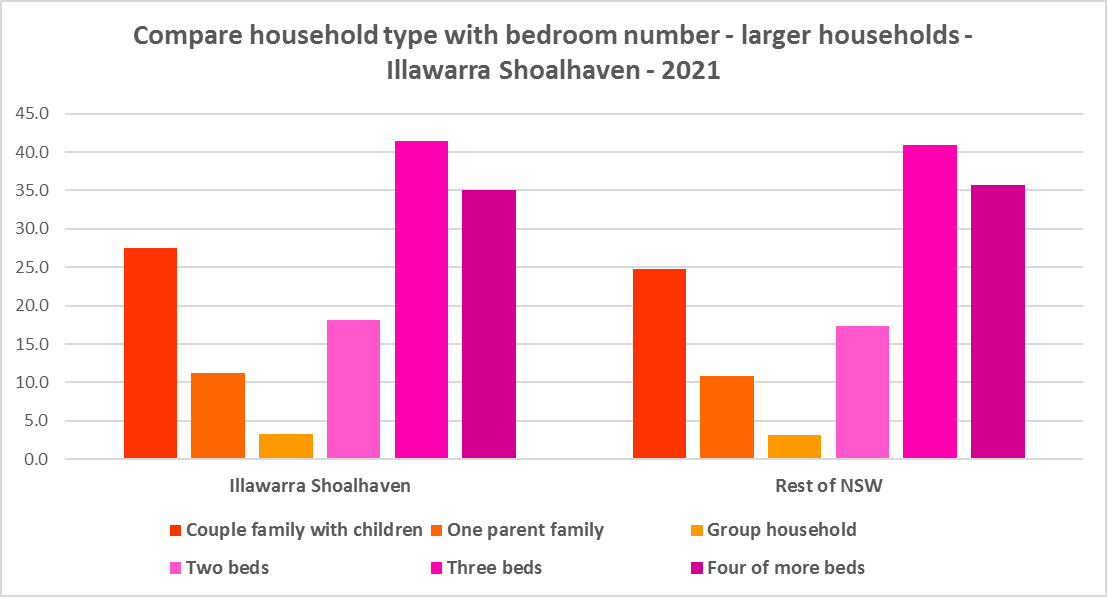 Compare household type with bedroom number - larger households -
Illawarra Shoalhaven - 2021
45.0
40.0
35.0
30.0
25.0
20.0
15.0
10.0
5.0
0.0
Illawarra Shoalhaven
Rest of NSW
Couple family with children
One parent family
Group household
Two beds
Three beds
Four of more beds